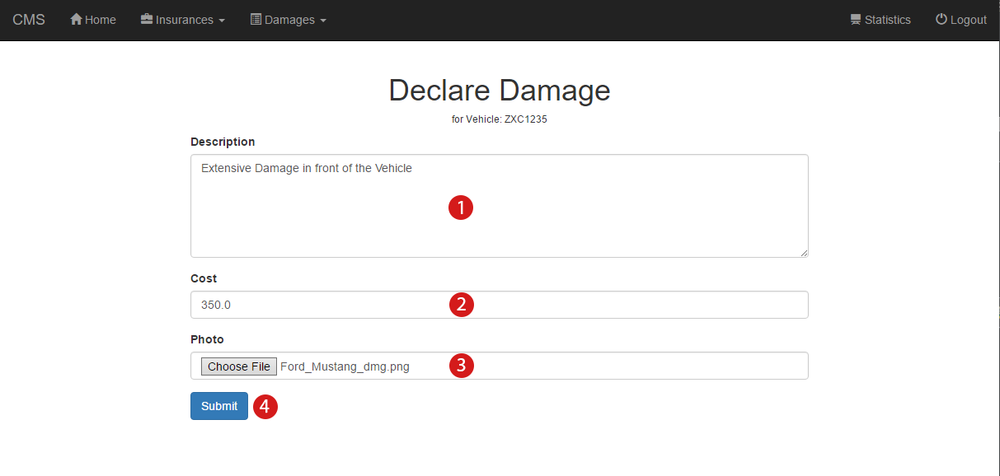 CMS Home Insurances Damages Statistics Logout
Declare Damage
for Vehicle: ZXC1235
Description
Extensive Damage in front of the Vehicle
1
Cost
350.0 2
Photo
Choose File Ford_Mustang_dmg.png 3
Submit 4